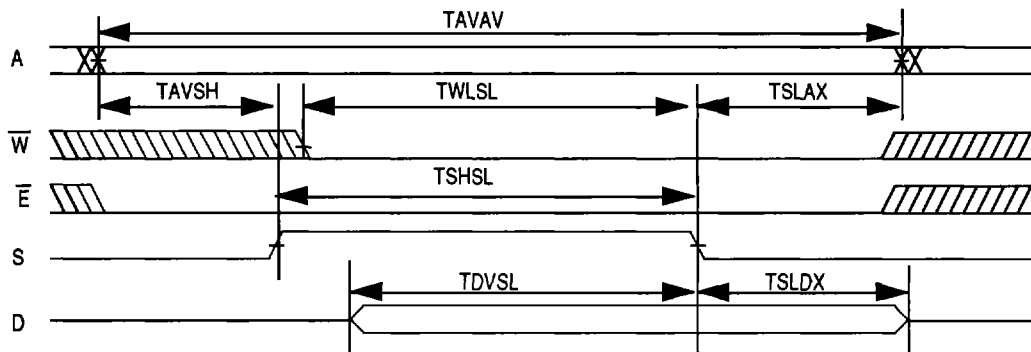 TAVAV
A
TAVSH TWLSL TSLAX
W
TSHSL
E
S
TDVSL TSLDX
D